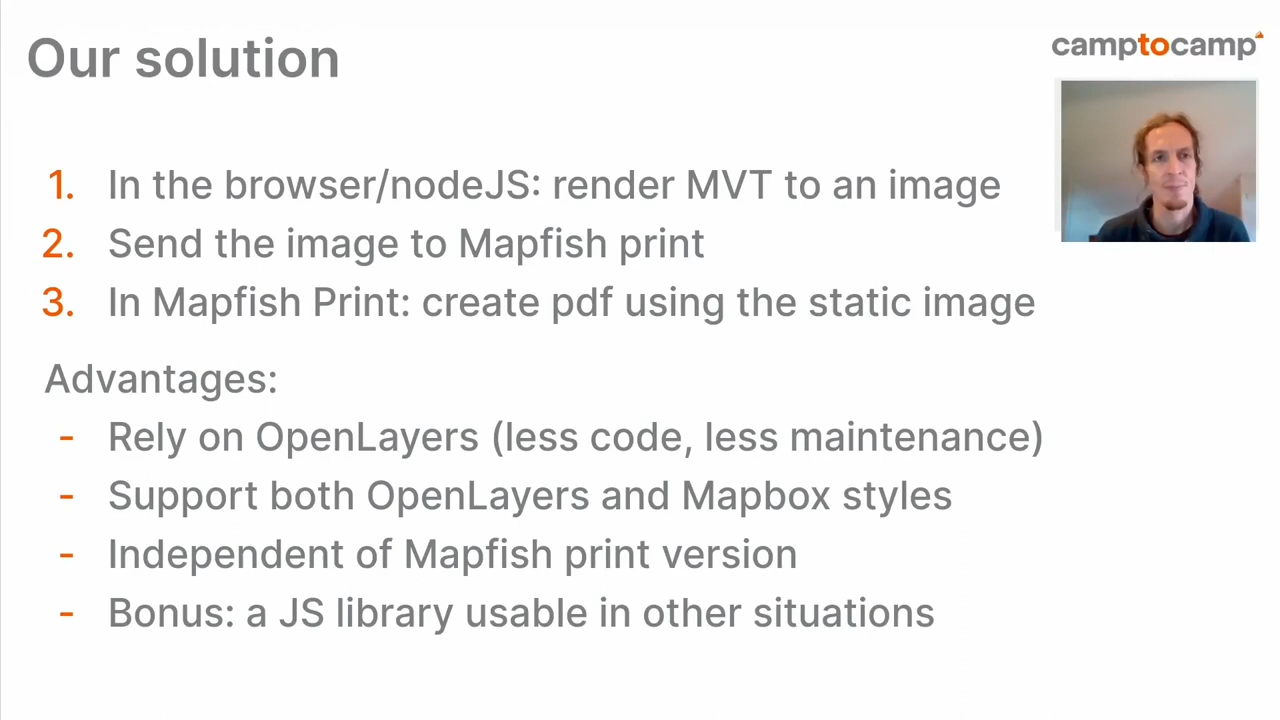 Our solution
camptocamp
1. In the browser/nodeJS: render MVT to an image
2. Send the image to Mapfish print
3. In Mapfish Print: create pdf using the static image
Advantages:
- Rely on OpenLayers (less code, less maintenance)
- Support both OpenLayers and Mapbox styles
- Independent of Mapfish print version
- Bonus: a JS library usable in other situations